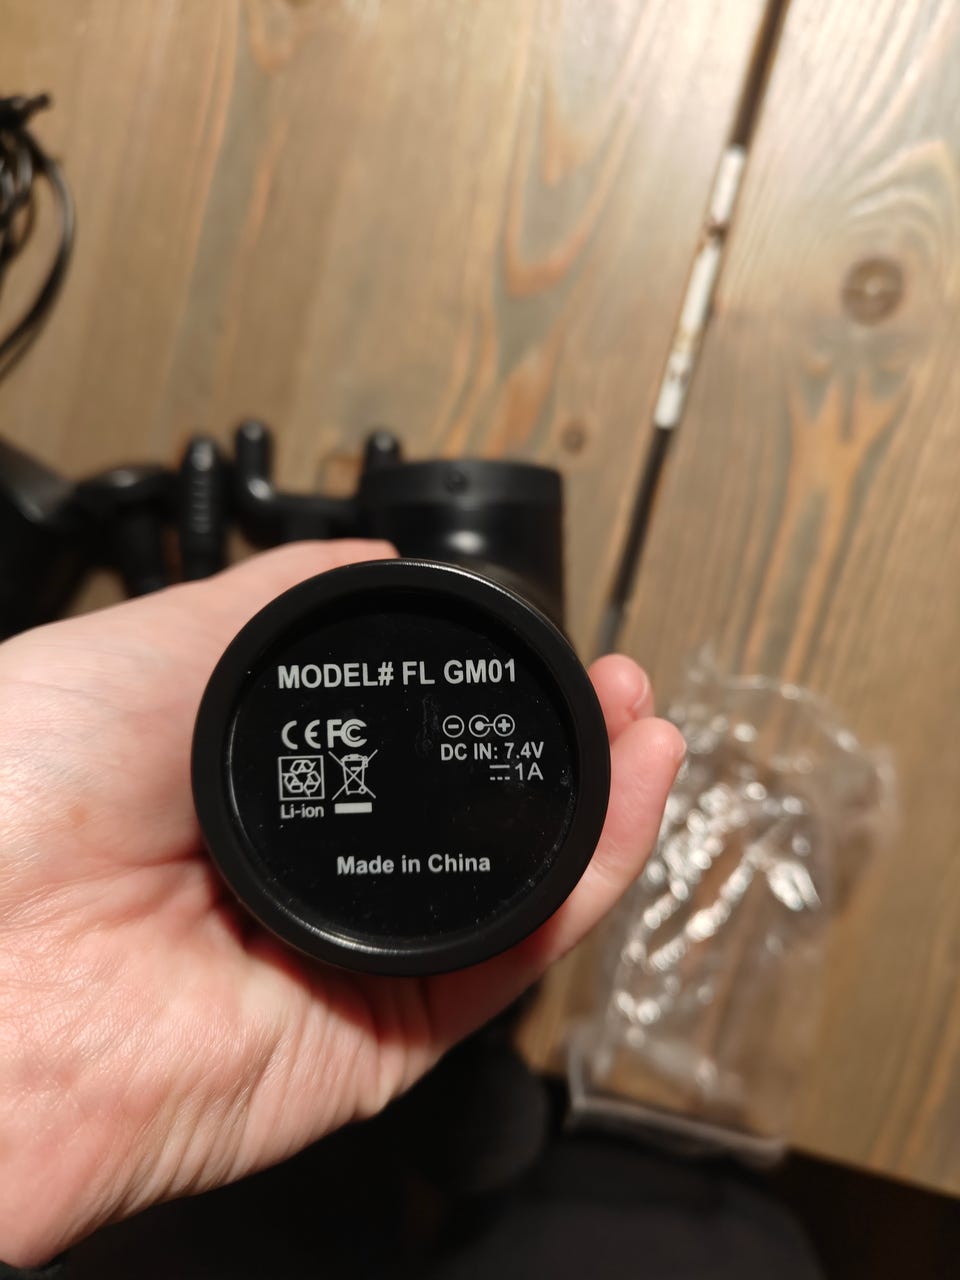 MODEL# FL GM01
CE FC
DC IN: 7.4V
1A
Li-ion
Made in China